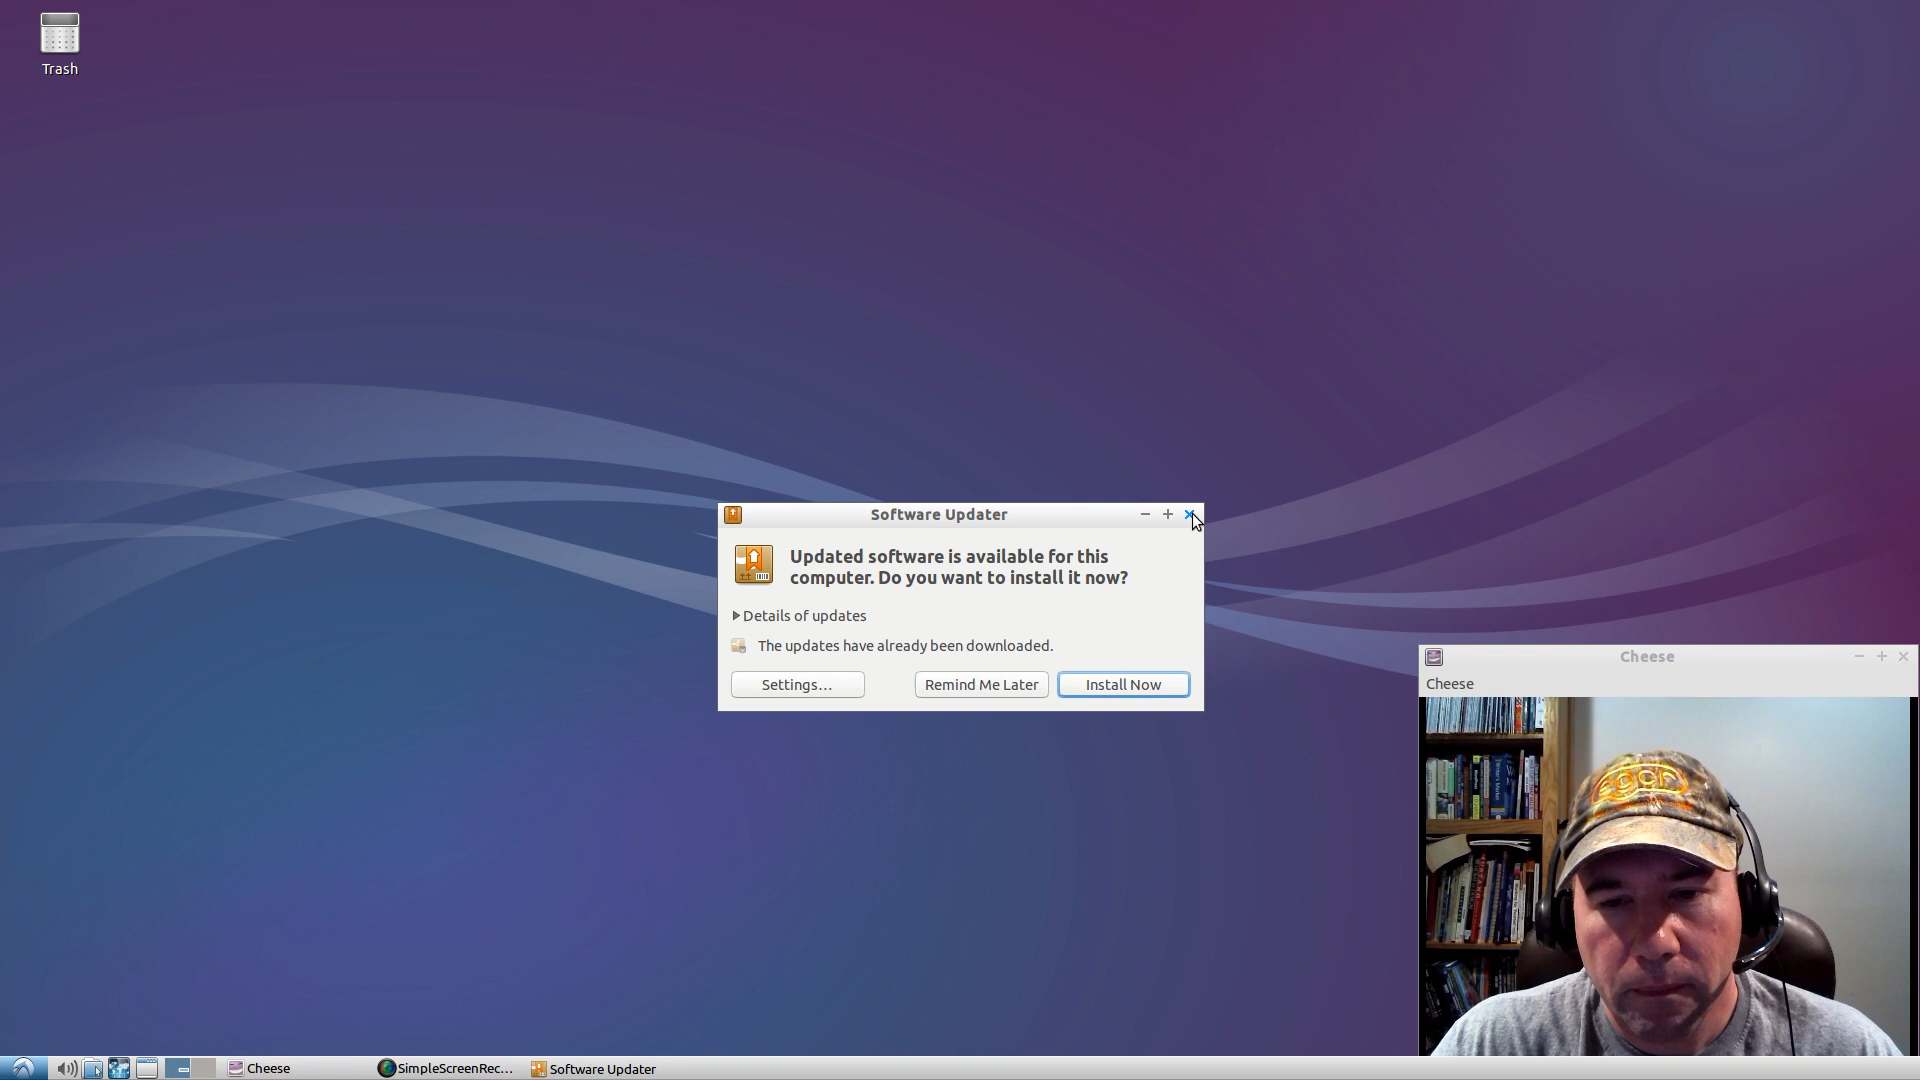 Trash
Software Updater
Updated software is available for this
computer. Do you want to install it now?
Details of updates
The updates have already been downloaded.
Settings...
Remind Me Later
Install Now
Cheese
Cheese
Cheese
SimpleScreenRec...
Software Updater